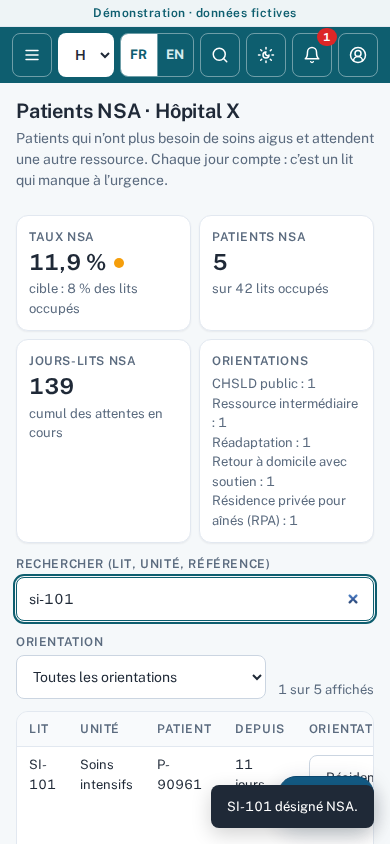 Démonstration · données fictives
H
FR
EN
1
Patients NSA · Hôpital X
Patients qui n’ont plus besoin de soins aigus et attendent
une autre ressource. Chaque jour compte : c’est un lit
qui manque à l’urgence.
TAUX NSA
11,9 %
cible : 8 % des lits
occupés
PATIENTS NSA
5
sur 42 lits occupés
JOURS-LITS NSA
139
cumul des attentes en
cours
ORIENTATIONS
CHSLD public : 1
Ressource intermédiaire
: 1
Réadaptation : 1
Retour à domicile avec
soutien : 1
Résidence privée pour
aînés (RPA) : 1
RECHERCHER (LIT, UNITÉ, RÉFÉRENCE)
si-101
ORIENTATION
Toutes les orientations
1 sur 5 affichés
LIT UNITÉ PATIENT DEPUIS ORIENTAT
SI-
101
Soins
intensifs
P-
90961
11
jours
SI-101 désigné NSA.